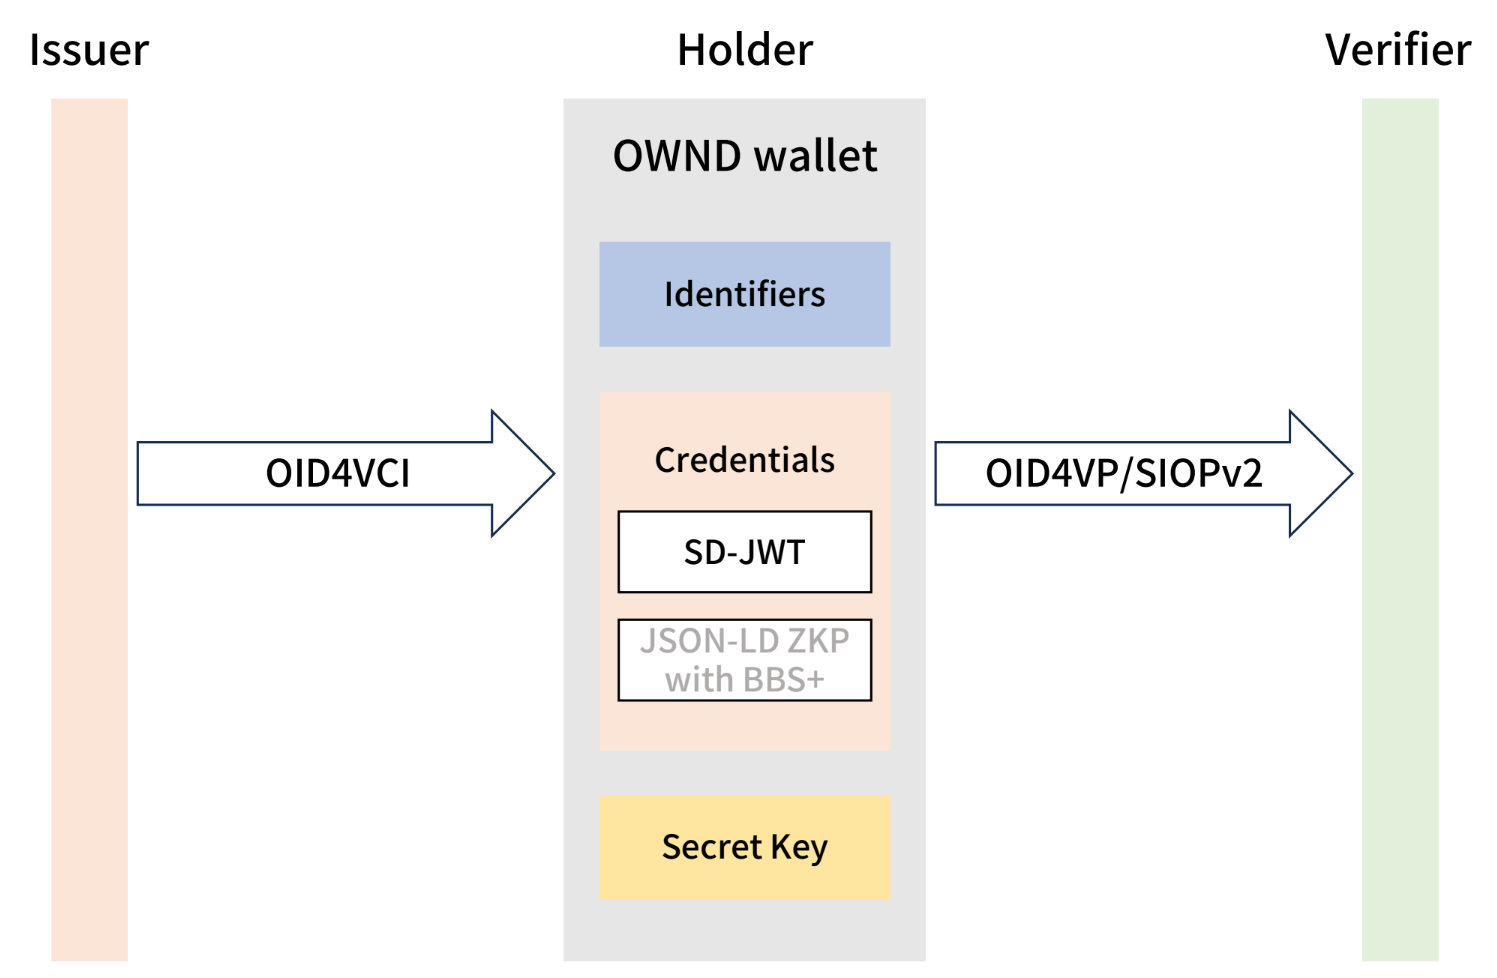 Issuer
Holder
Verifier
OWND wallet
Identifiers
OID4VCI
Credentials
OID4VP/SIOPv2
SD-JWT
JSON-LD ZKP
with BBS+
Secret Key